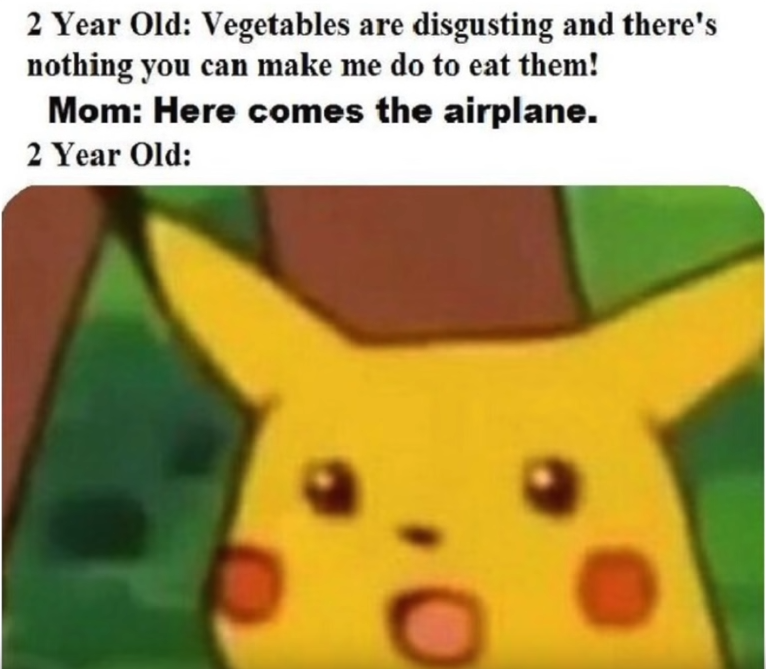 2 Year Old: Vegetables are disgusting and there's
nothing you can make me do to eat them!
Mom: Here comes the airplane.
2 Year Old: